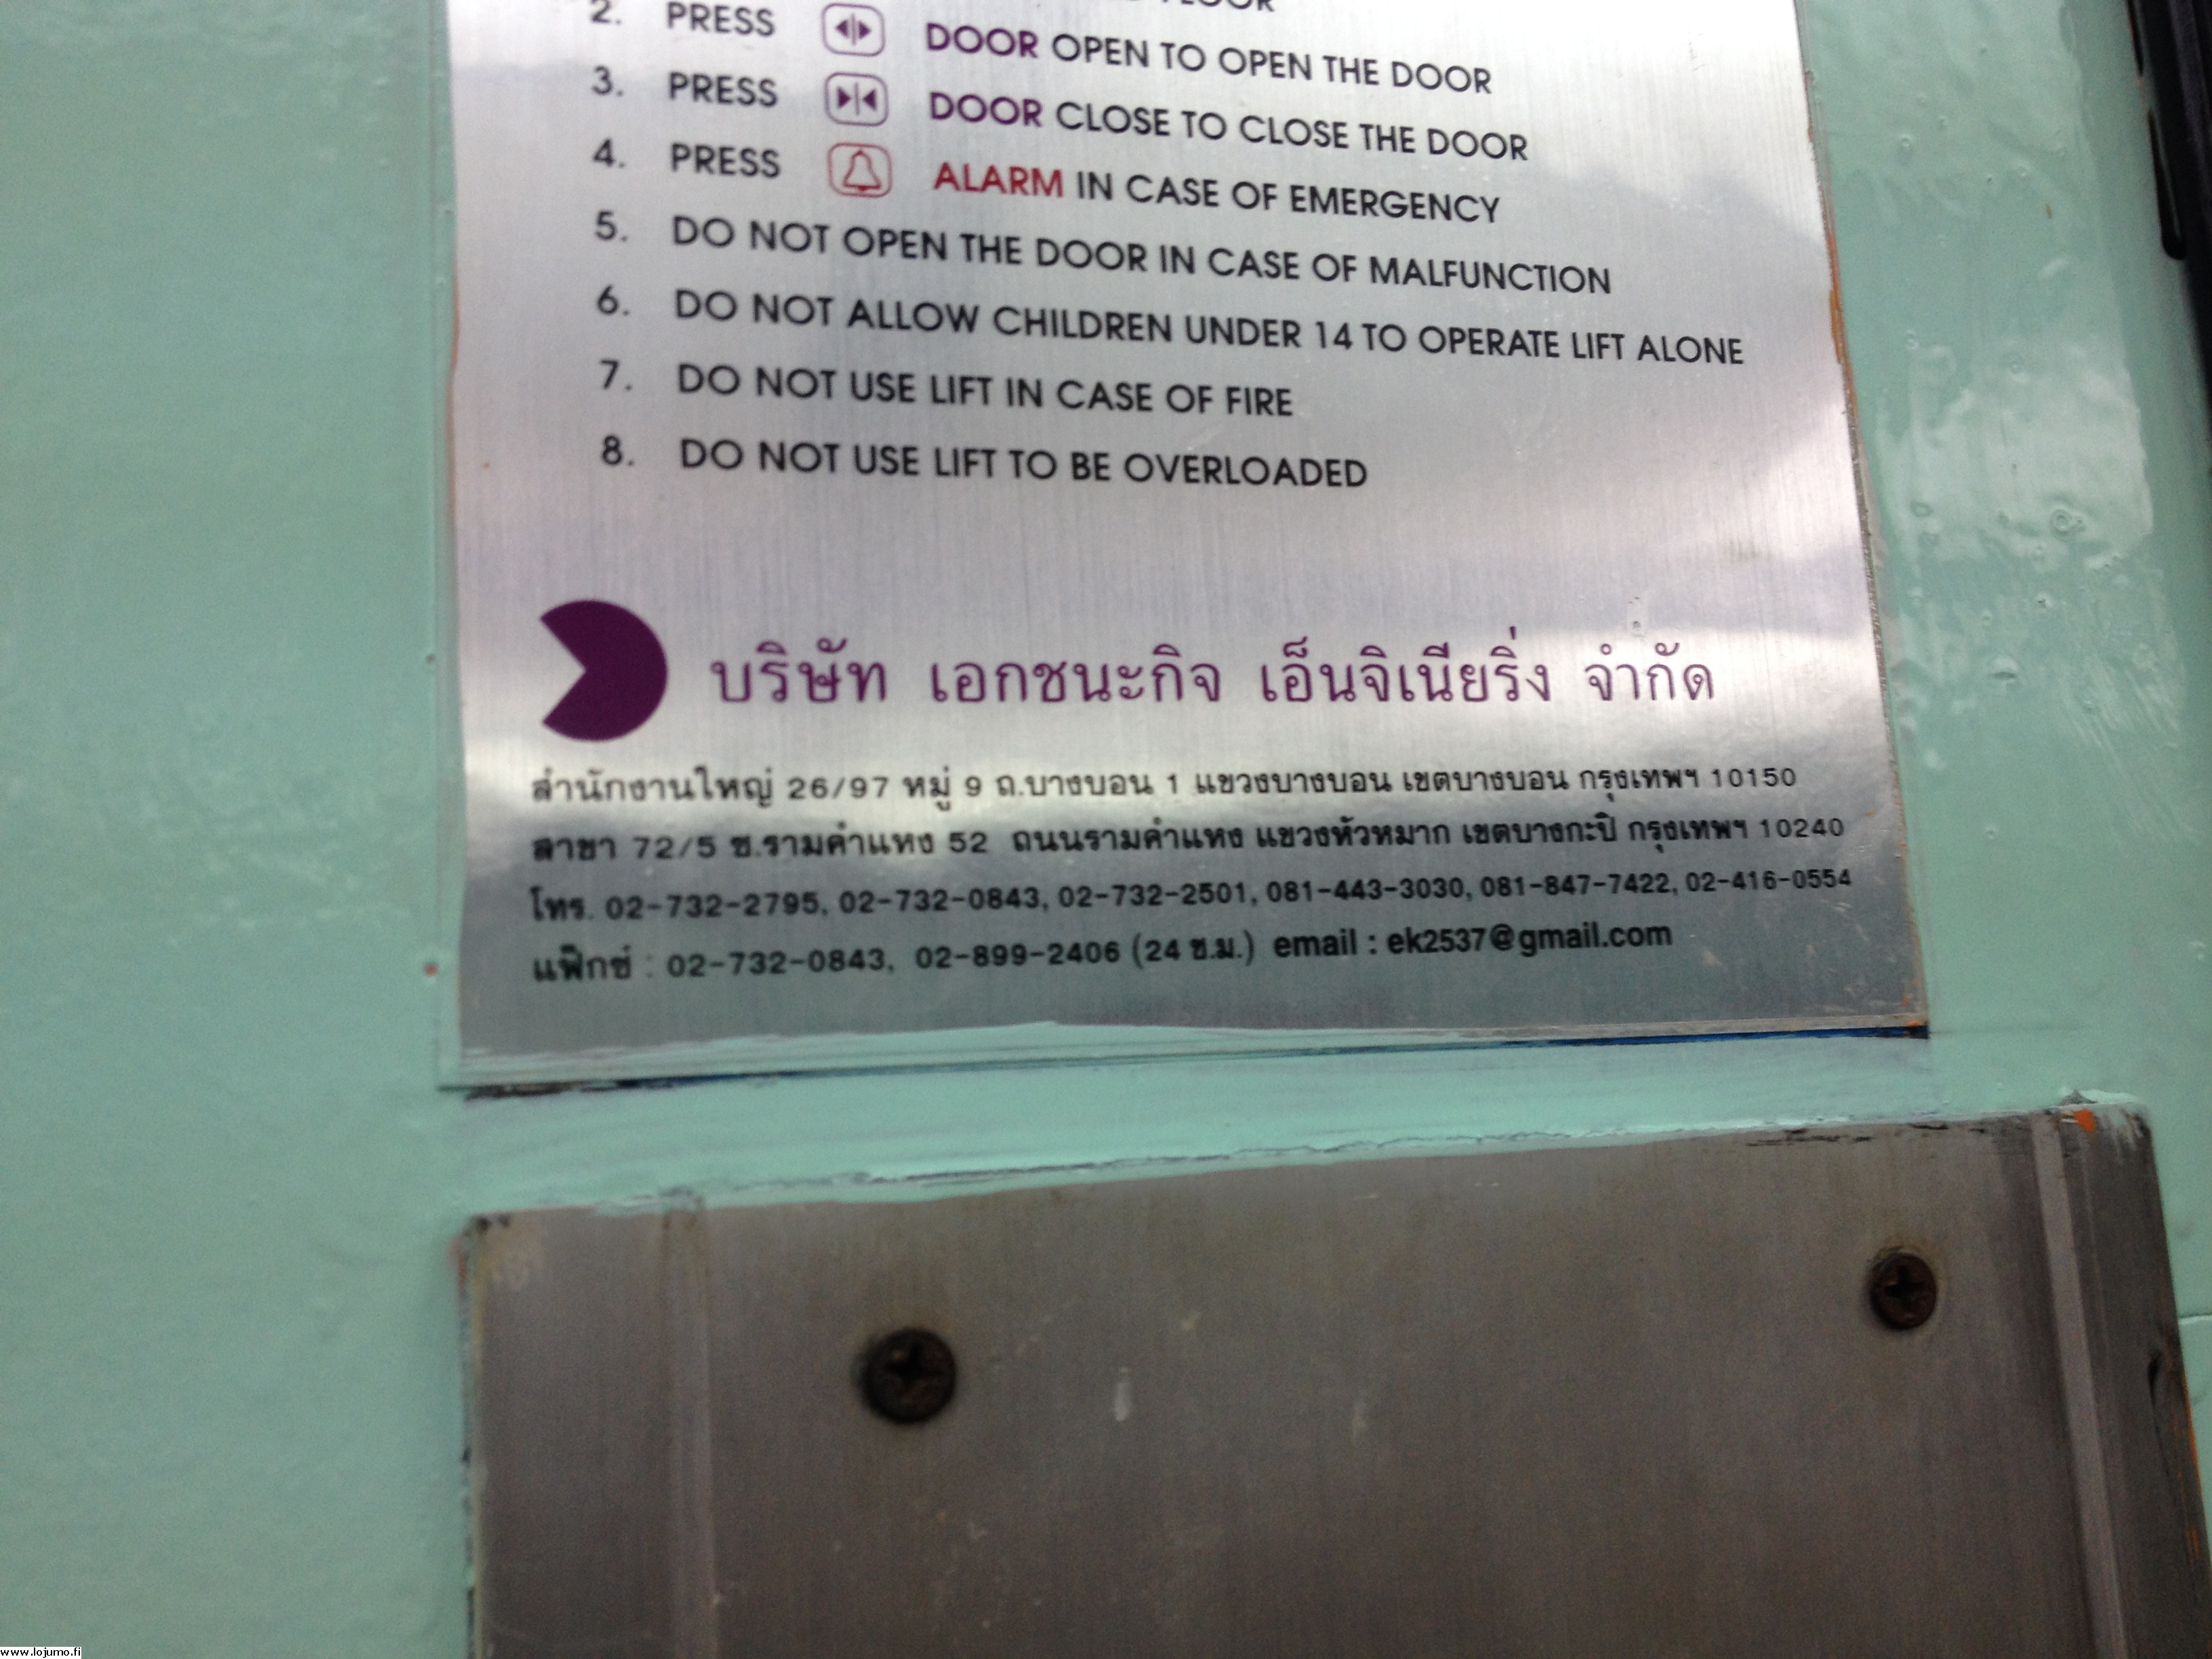 FLOOR
2. PRESS DOOR OPEN TO OPEN THE DOOR
3. PRESS DOOR CLOSE TO CLOSE THE DOOR
4. PRESS ALARM IN CASE OF EMERGENCY
5. DO NOT OPEN THE DOOR IN CASE OF MALFUNCTION
6. DO NOT ALLOW CHILDREN UNDER 14 TO OPERATE LIFT ALONE
7. DO NOT USE LIFT IN CASE OF FIRE
8. DO NOT USE LIFT TO BE OVERLOADED
บริษัท เอกชนะกิจ เอ็นจิเนียริ่ง จำกัด
สำนักงานใหญ่ 26/97 หมู่ 9 ถ.บางบอน 1 แขวงบางบอน เขตบางบอน กรุงเทพฯ 10150
สาขา 72/5 ซ.รามคำแหง 52 ถนนรามคำแหง แขวงหัวหมาก เขตบางกะปิ กรุงเทพฯ 10240
โทร. 02-732-2795, 02-732-0843, 02-732-2501, 081-443-3030, 081-847-7422, 02-416-0554
แฟ็กซ์ : 02-732-0843, 02-899-2406 (24 ช.ม.) email : ek2537@gmail.com
www.lojumo.fi